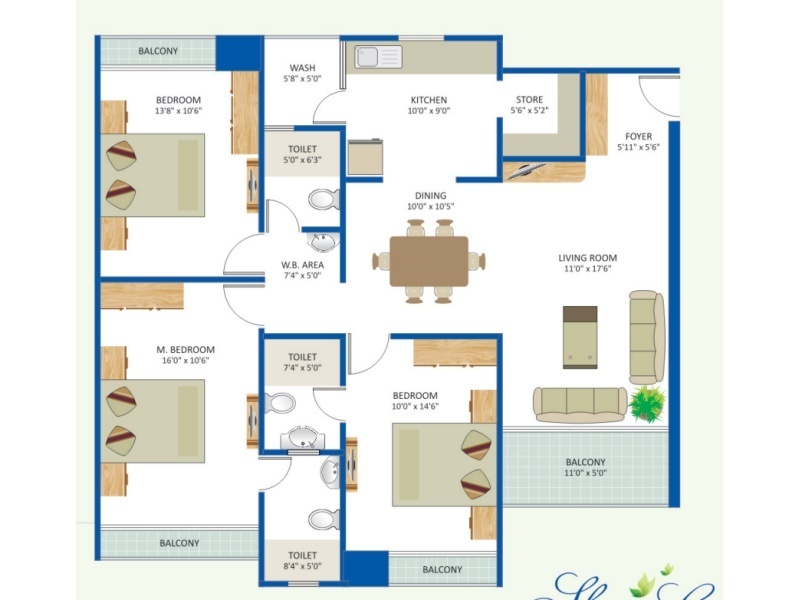 BALCONY
WASH
5'8" x 5'0"
BEDROOM
13'8" x 10'6"
KITCHEN
10'0" x 9'0"
STORE
5'6" x 5'2"
FOYER
5'11" x 5'6"
TOILET
5'0" x 6'3"
DINING
10'0" x 10'5"
W.B. AREA
7'4" x 5'0"
LIVING ROOM
11'0" x 17'6"
M. BEDROOM
16'0" x 10'6"
TOILET
7'4" x 5'0"
BEDROOM
10'0" x 14'6"
BALCONY
11'0" x 5'0"
BALCONY
TOILET
8'4" x 5'0"
BALCONY